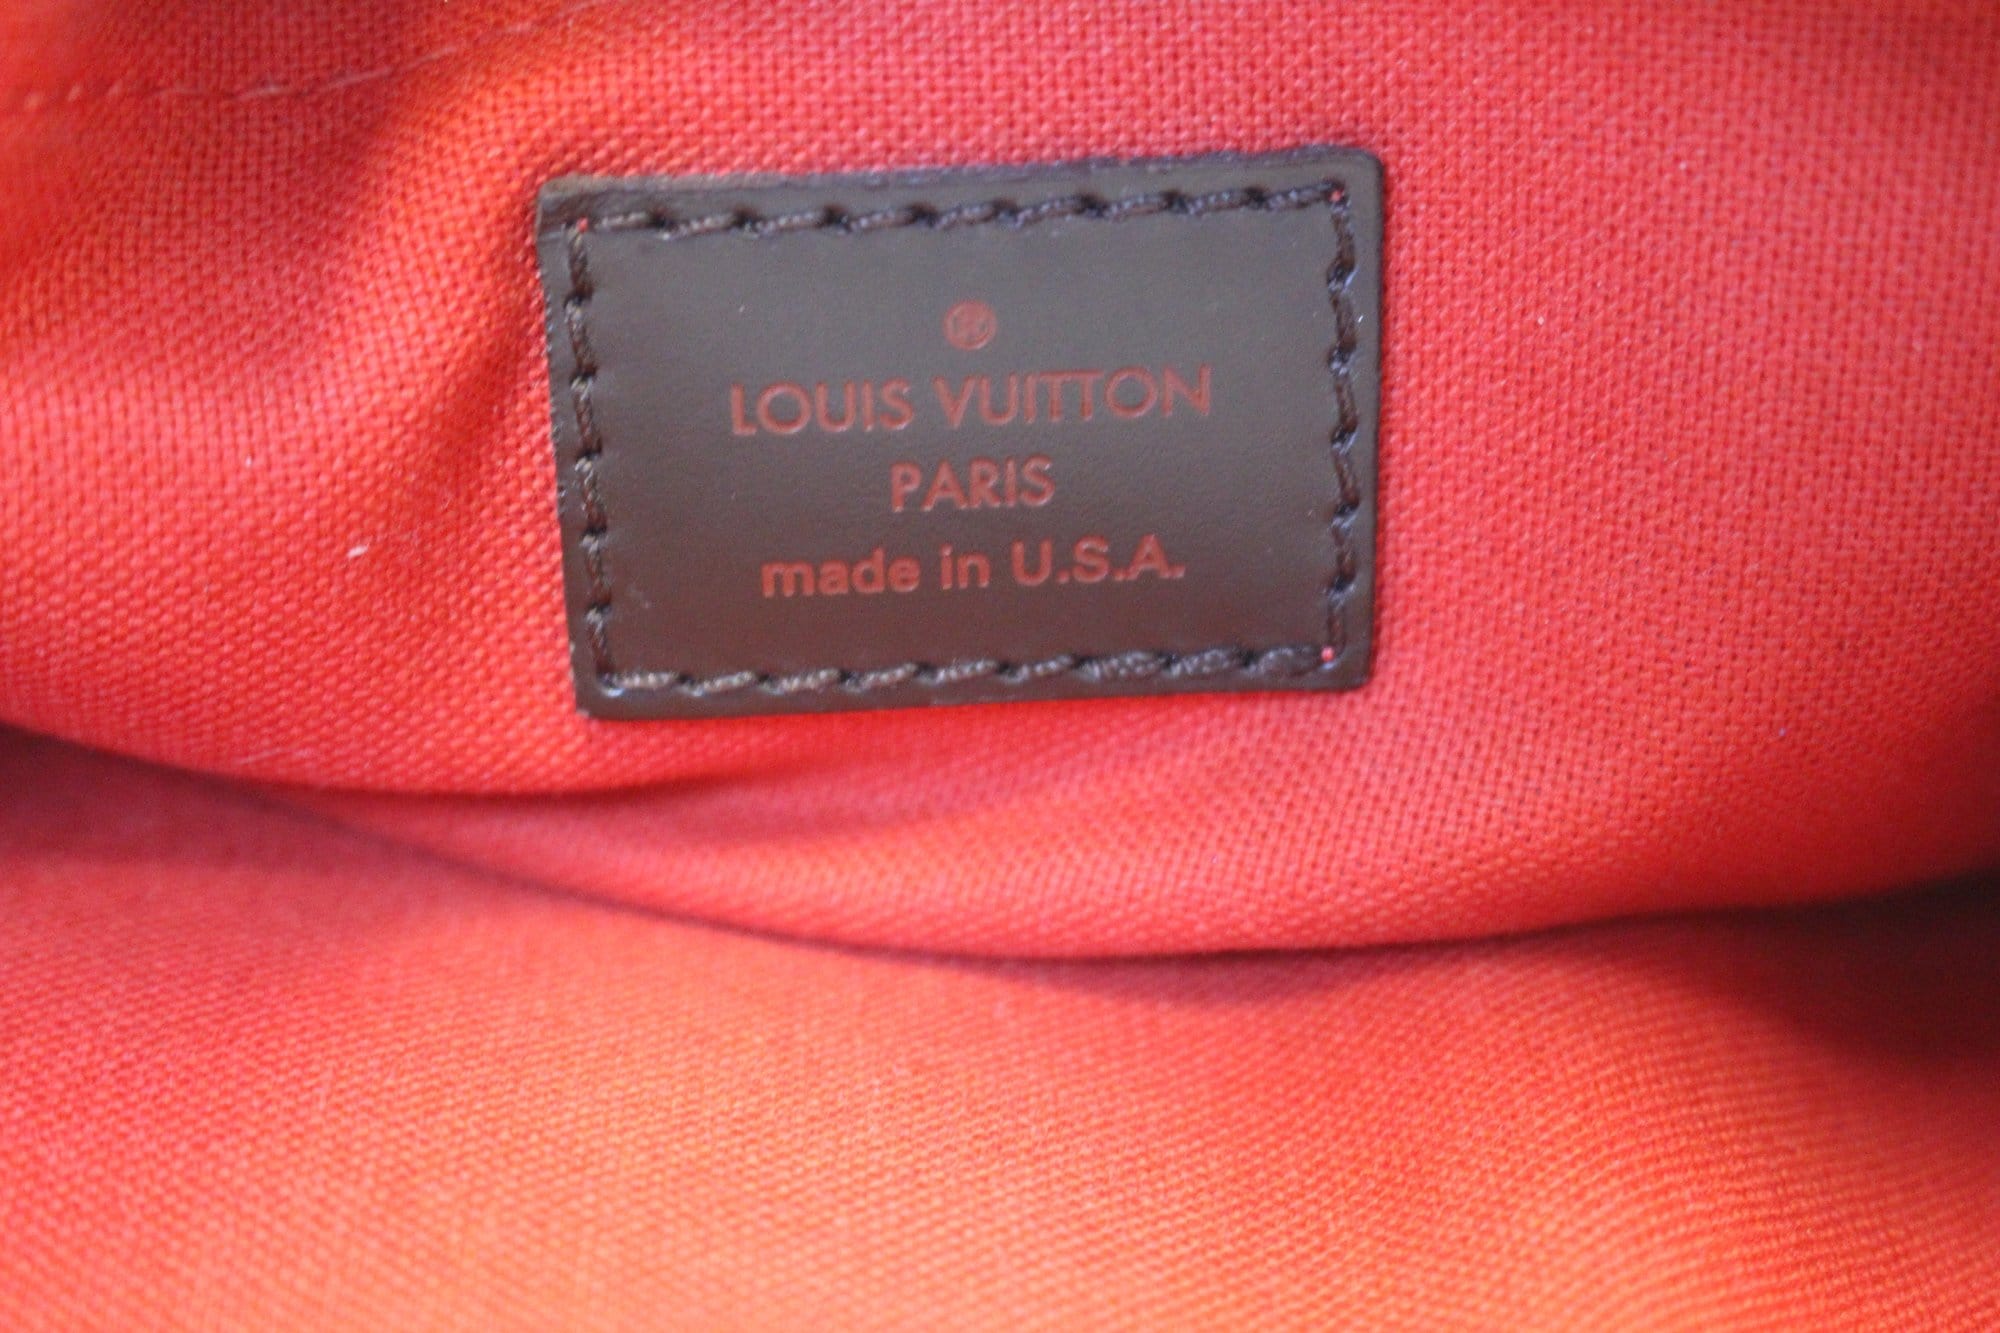 ®
LOUIS VUITTON
PARIS
made in U.S.A.